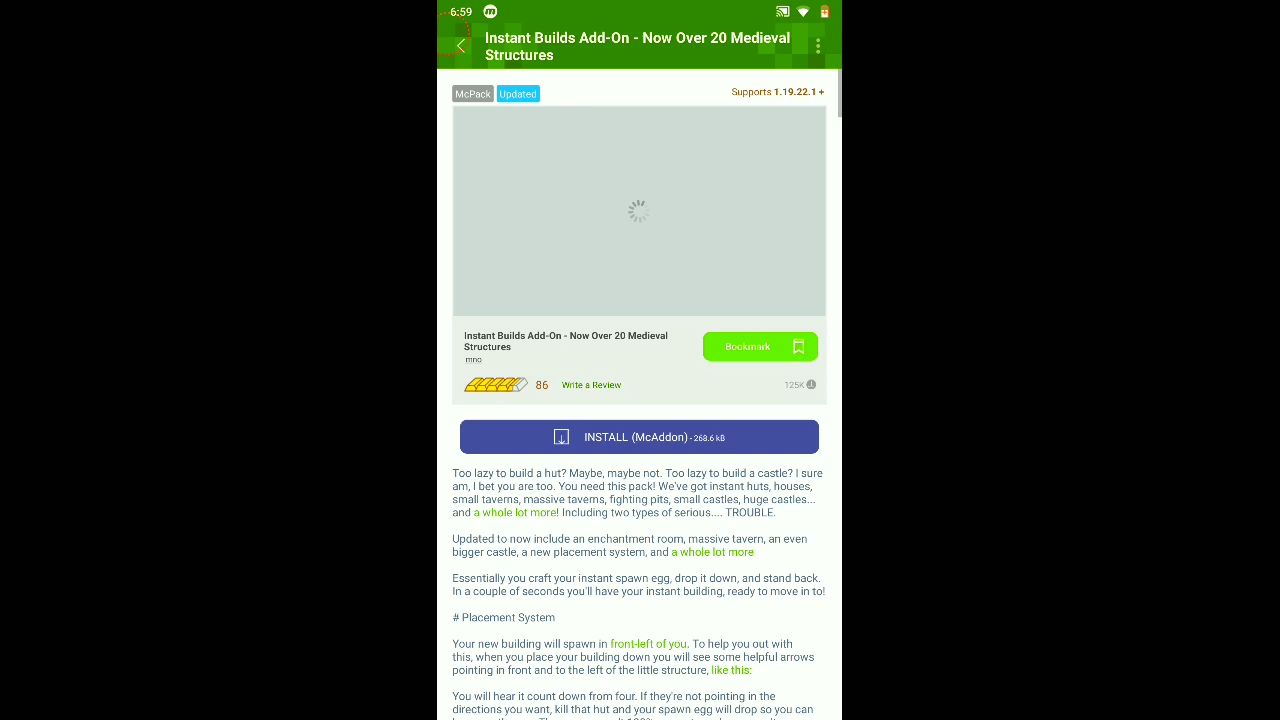 6:59
Instant Builds Add-On - Now Over 20 Medieval
Structures
McPack Updated
Supports 1.19.22.1 +
Instant Builds Add-On - Now Over 20 Medieval
Structures
mno
Bookmark
86 Write a Review
125K
INSTALL (McAddon) - 268.6 kB
Too lazy to build a hut? Maybe, maybe not. Too lazy to build a castle? I sure
am, I bet you are too. You need this pack! We've got instant huts, houses,
small taverns, massive taverns, fighting pits, small castles, huge castles...
and a whole lot more! Including two types of serious.... TROUBLE.
Updated to now include an enchantment room, massive tavern, an even
bigger castle, a new placement system, and a whole lot more
Essentially you craft your instant spawn egg, drop it down, and stand back.
In a couple of seconds you'll have your instant building, ready to move in to!
# Placement System
Your new building will spawn in front-left of you. To help you out with
this, when you place your building down you will see some helpful arrows
pointing in front and to the left of the little structure, like this:
You will hear it count down from four. If they're not pointing in the
directions you want, kill that hut and your spawn egg will drop so you can